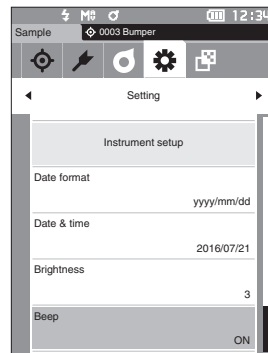 12:34
Sample
0003 Bumper
Setting
Instrument setup
Date format
yyyy/mm/dd
Date & time
2016/07/21
Brightness
3
Beep
ON